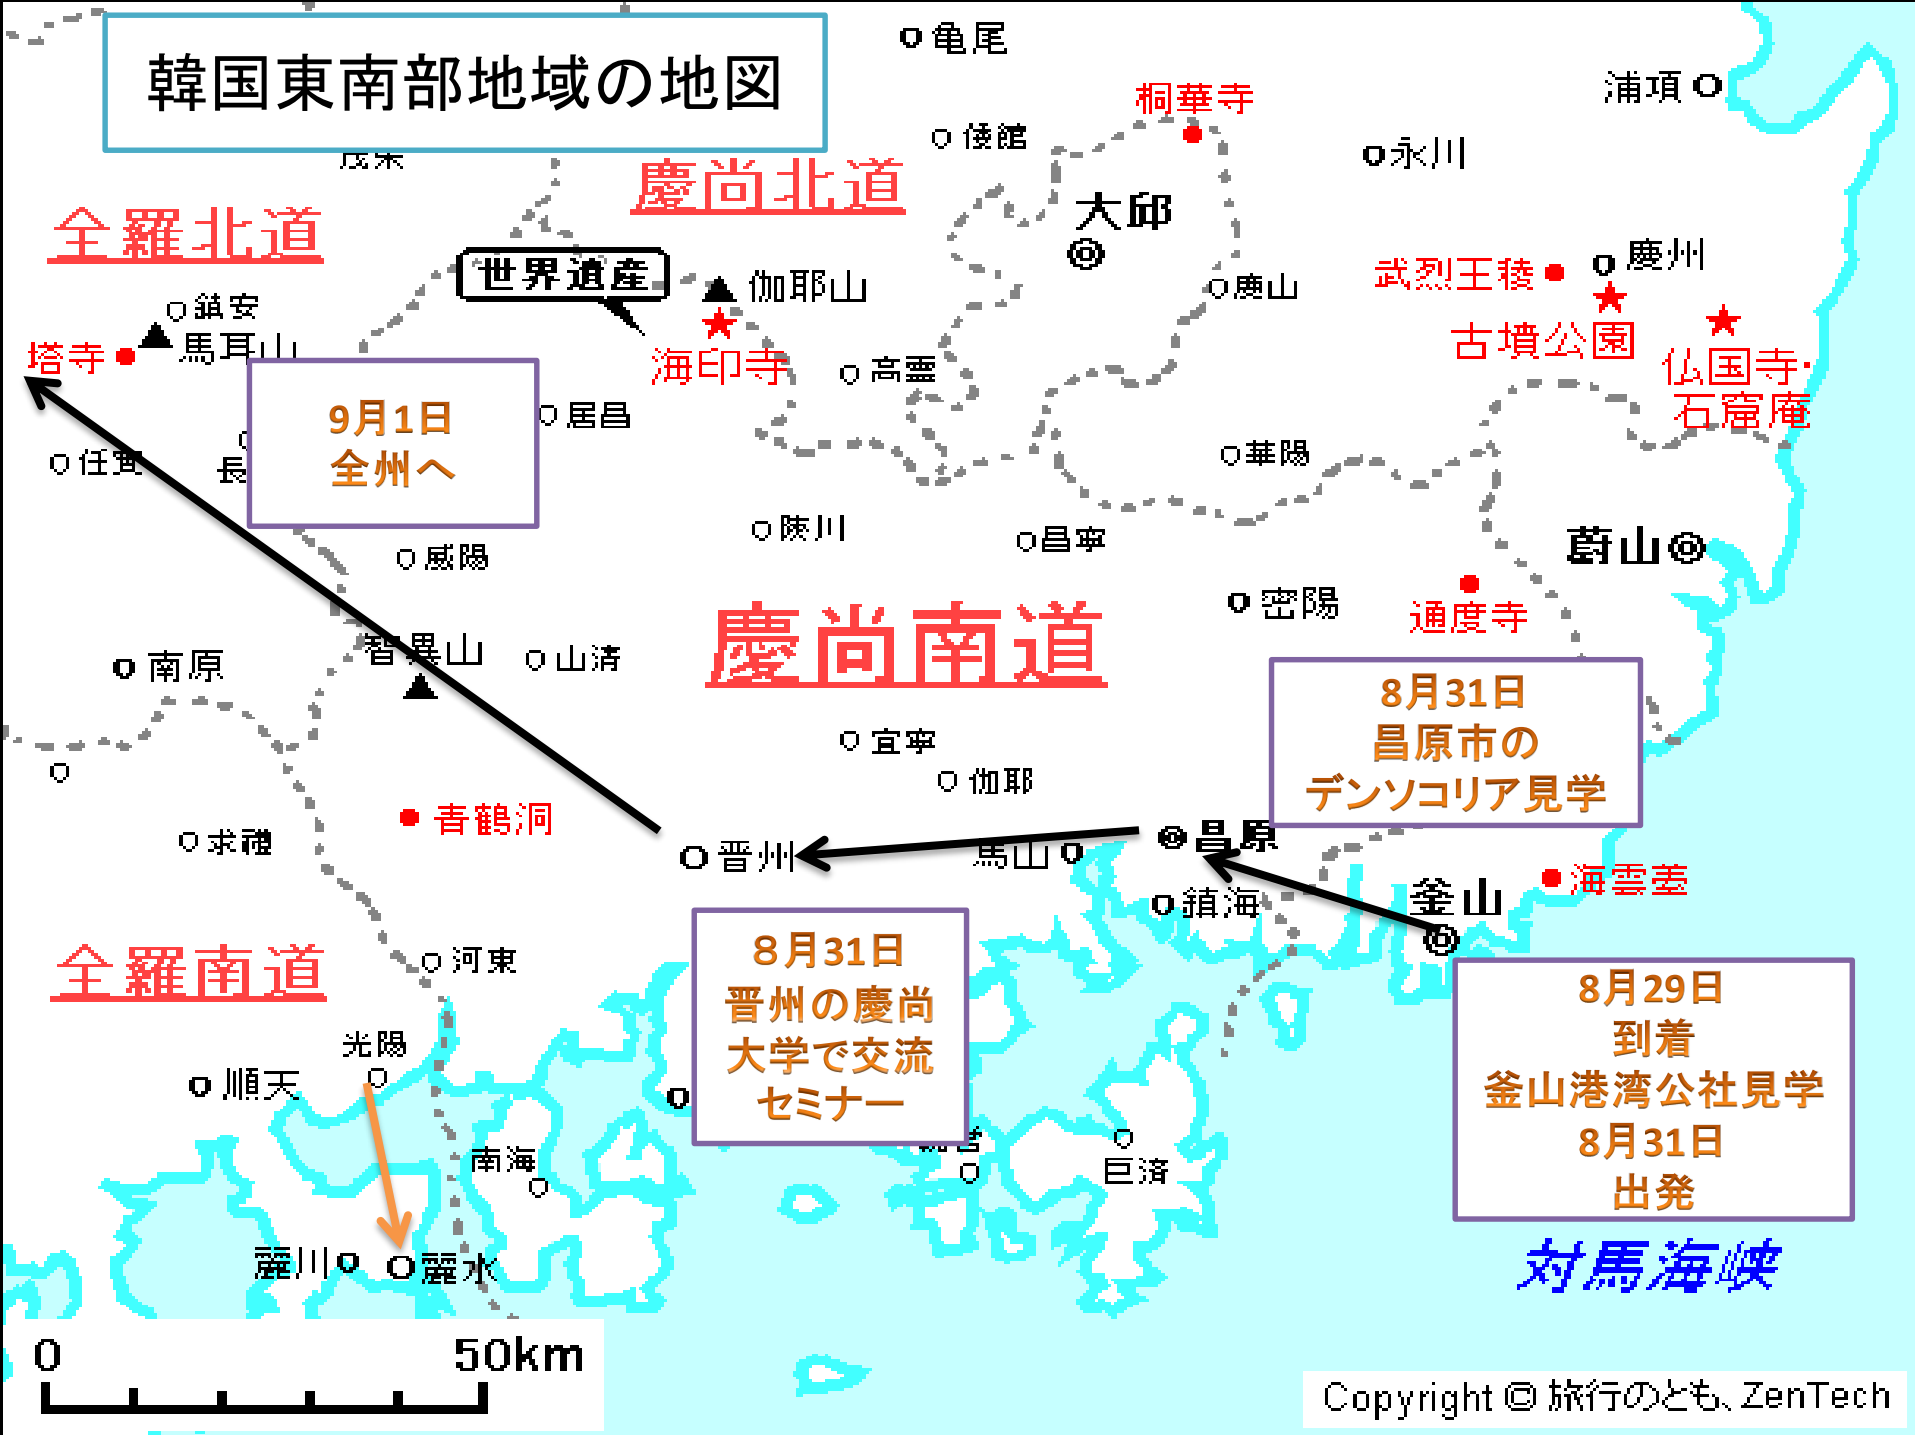 韓国東南部地域の地図
亀尾
浦項
桐華寺
倭館
永川
慶尚北道
全羅北道
大邱
世界遺産
伽耶山
慶州
武烈王稜
慶山
鎮安
馬耳山
塔寺
海印寺
古墳公園
仏国寺・
石窟庵
高霊
居昌
9月1日
全州へ
任実
長
華陽
陜川
昌寧
咸陽
蔚山
密陽
通度寺
慶尚南道
智異山
山清
南原
8月31日
昌原市の
デンソコリア見学
宜寧
伽耶
青鶴洞
求禮
晋州
馬山
昌原
鎮海
釜山
海雲薹
全羅南道
河東
8月31日
晋州の慶尚
大学で交流
セミナー
8月29日
到着
釜山港湾公社見学
8月31日
出発
光陽
順天
南海
巨済
麗川
麗水
対馬海峡
0
50km
Copyright © 旅行のとも、ZenTech